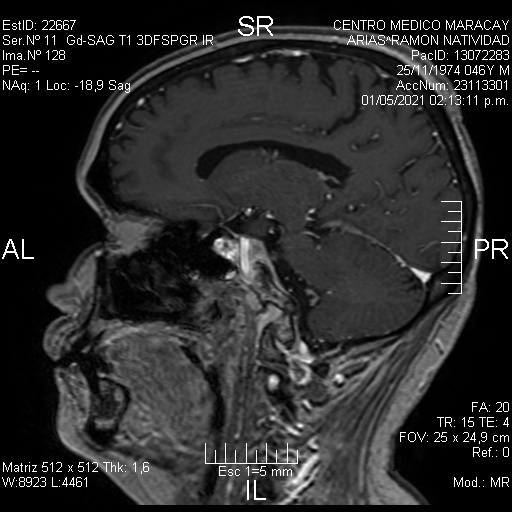 EstID: 22667
Ser.Nº 11 Gd-SAG T1 3DFSPGR IR
Ima.Nº 128
PE= --
NAq: 1 Loc: -18,9 Sag
SR
CENTRO MEDICO MARACAY
ARIAS^RAMON NATIVIDAD
PacID: 13072283
25/11/1974 046Y M
AccNum: 23113301
01/05/2021 02:13:11 p.m.
AL
PR
Matriz 512 x 512 Thk: 1,6
W:8923 L:4461
Esc 1=5 mm
IL
FA: 20
TR: 15 TE: 4
FOV: 25 x 24,9 cm
Ref.: 0
Mod.: MR